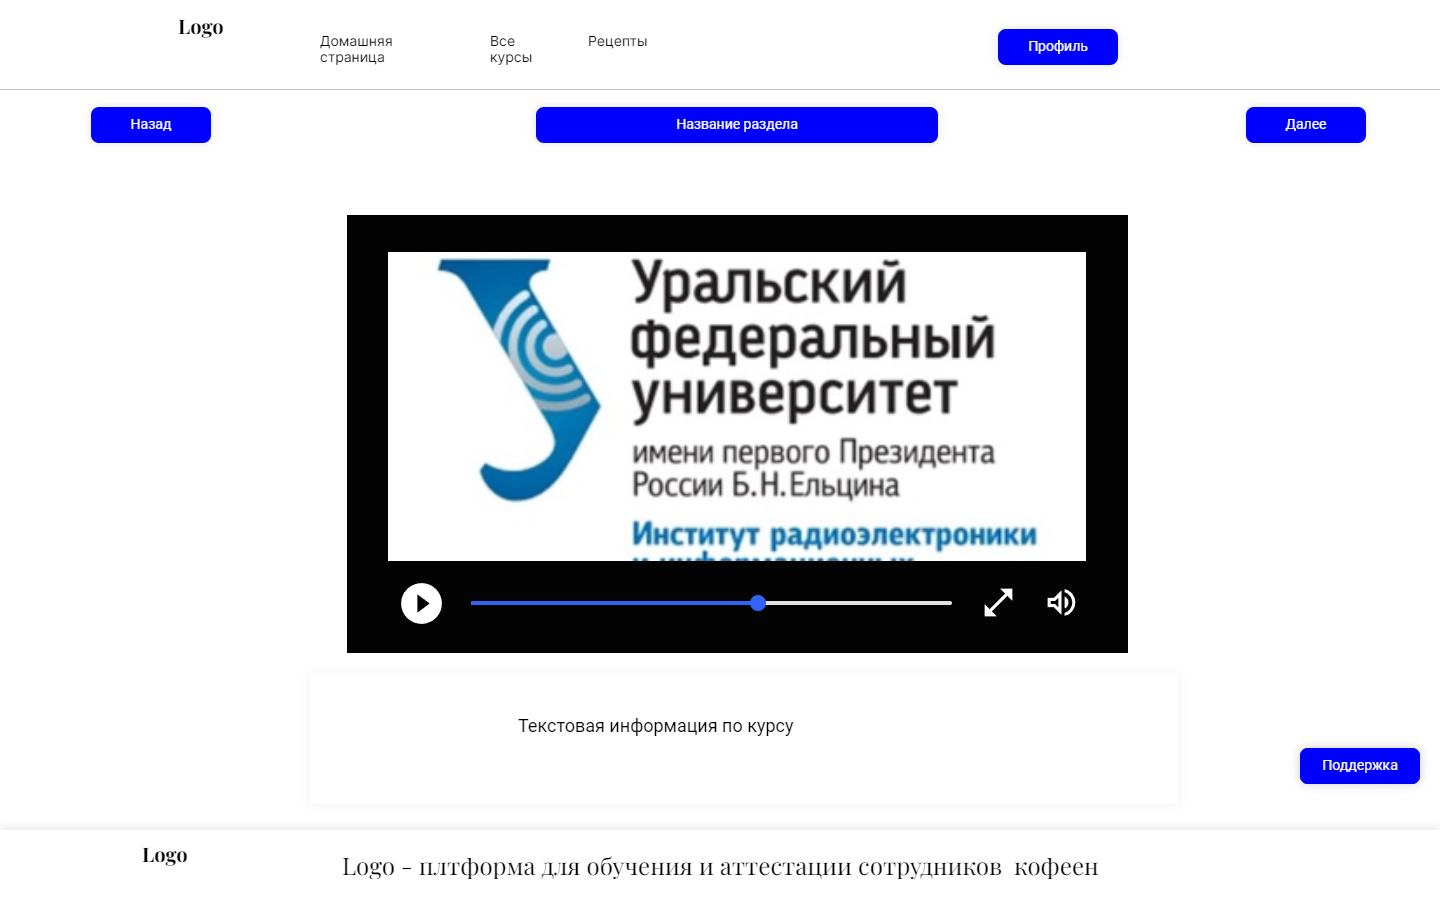 Logo
Домашняя
страница
Все
курсы
Рецепты
Профиль
Назад
Название раздела
Далее
Уральский
федеральный
университет
имени первого Президента
России Б.Н.Ельцина
Институт радиоэлектроники
Текстовая информация по курсу
Поддержка
Logo
Logo - плтформа для обучения и аттестации сотрудников кофеен